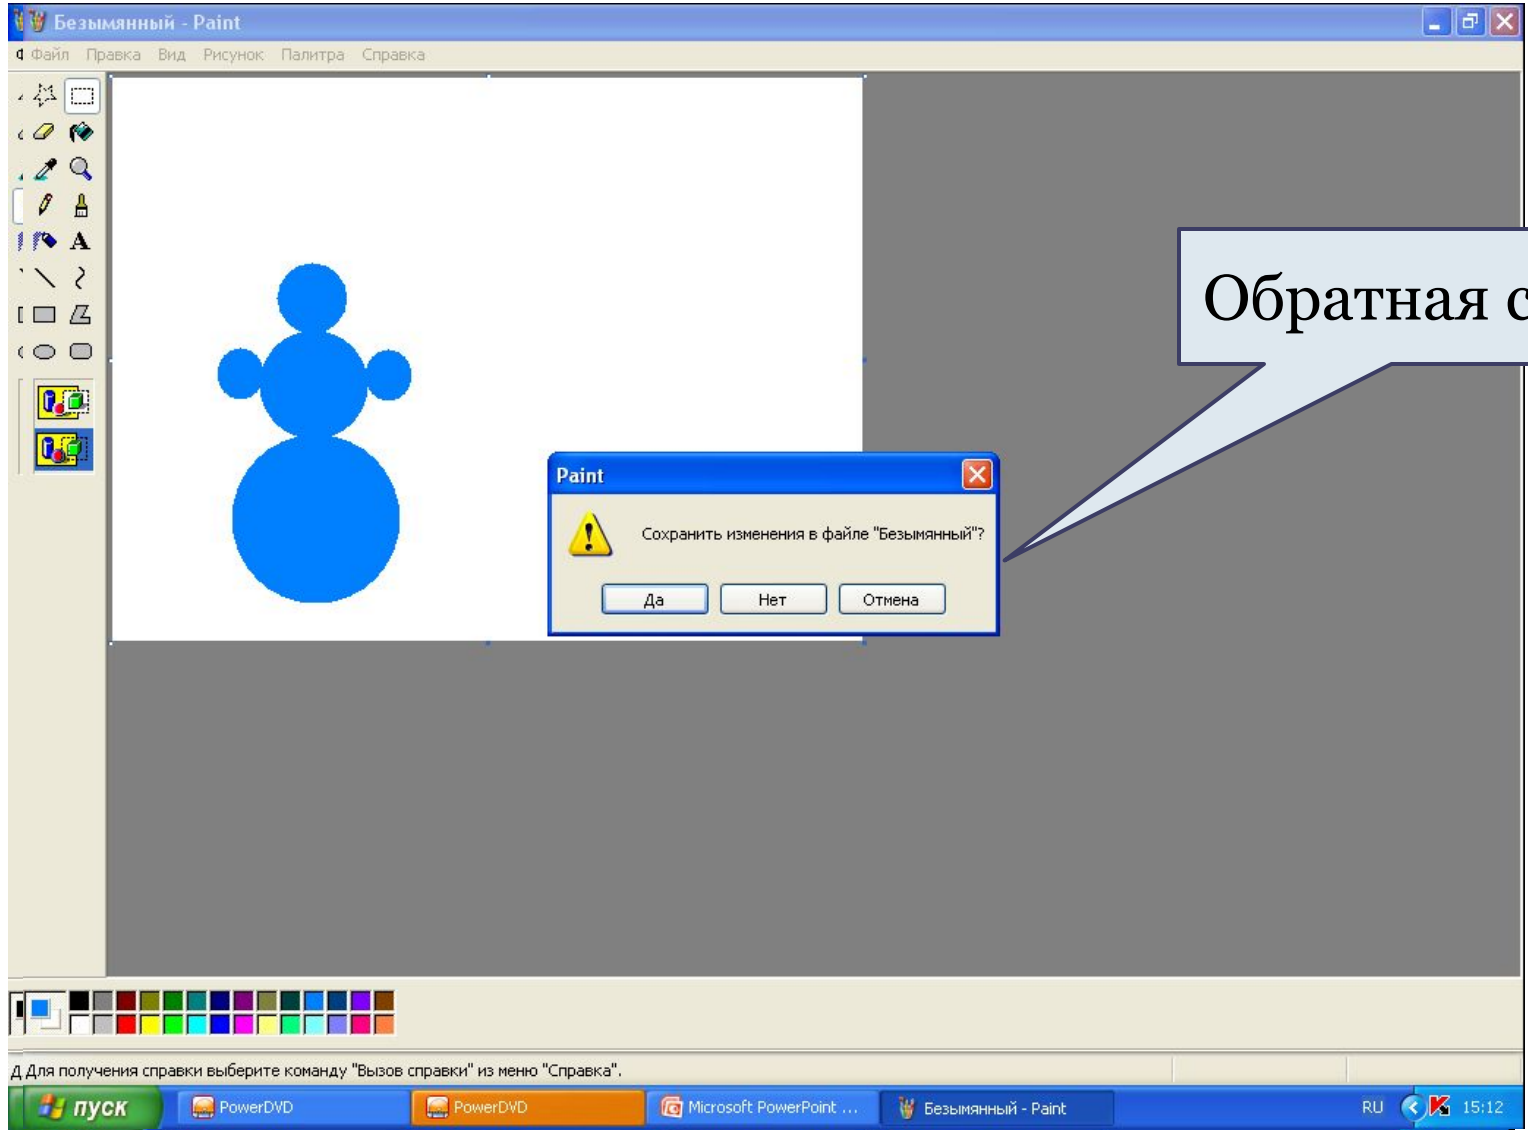 Безымянный - Paint
Файл Правка Вид Рисунок Палитра Справка
A
Обратная с
Paint
Сохранить изменения в файле "Безымянный"?
Да Нет Отмена
Д Для получения справки выберите команду "Вызов справки" из меню "Справка".
пуск PowerDVD PowerDVD Microsoft PowerPoint ... Безымянный - Paint RU 15:12